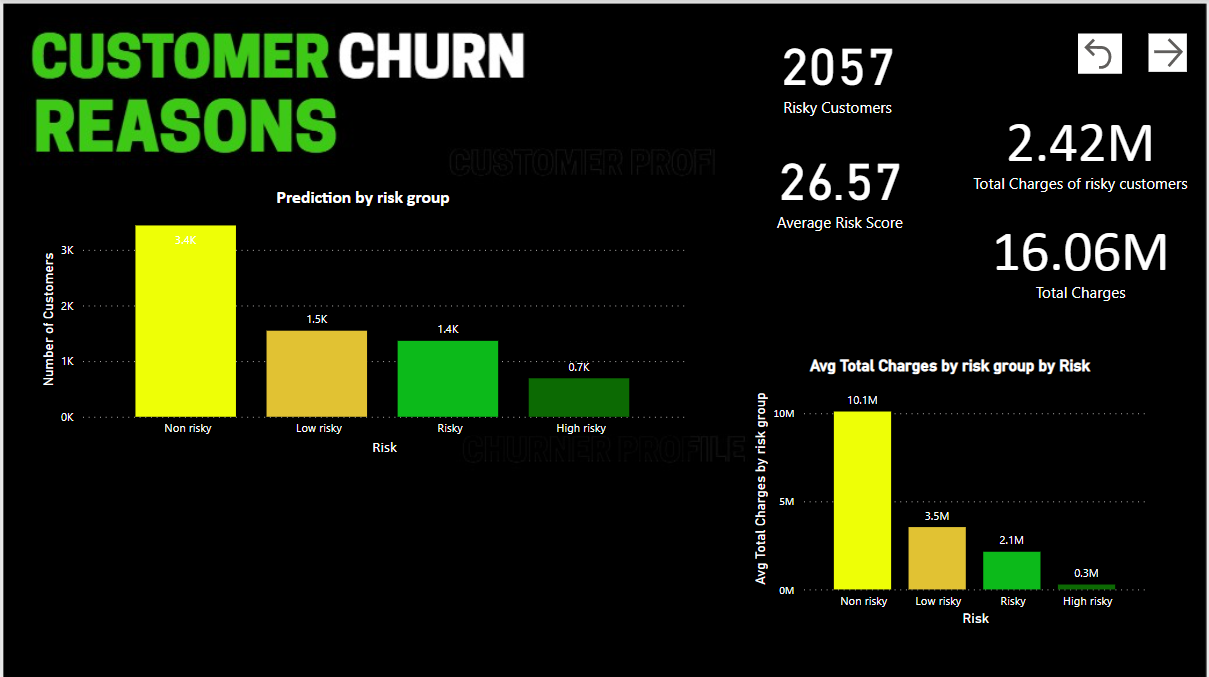 CUSTOMER CHURN
REASONS
2057
Risky Customers
2.42M
Total Charges of risky customers
26.57
Average Risk Score
16.06M
Total Charges
CUSTOMER PROFI
Prediction by risk group
Number of Customers
3K
2K
1K
0K
3.4K
1.5K
1.4K
0.7K
Non risky
Low risky
Risky
High risky
Risk
CHURNER PROFILE
Avg Total Charges by risk group by Risk
Avg Total Charges by risk group
10M
5M
0M
10.1M
3.5M
2.1M
0.3M
Non risky
Low risky
Risky
High risky
Risk